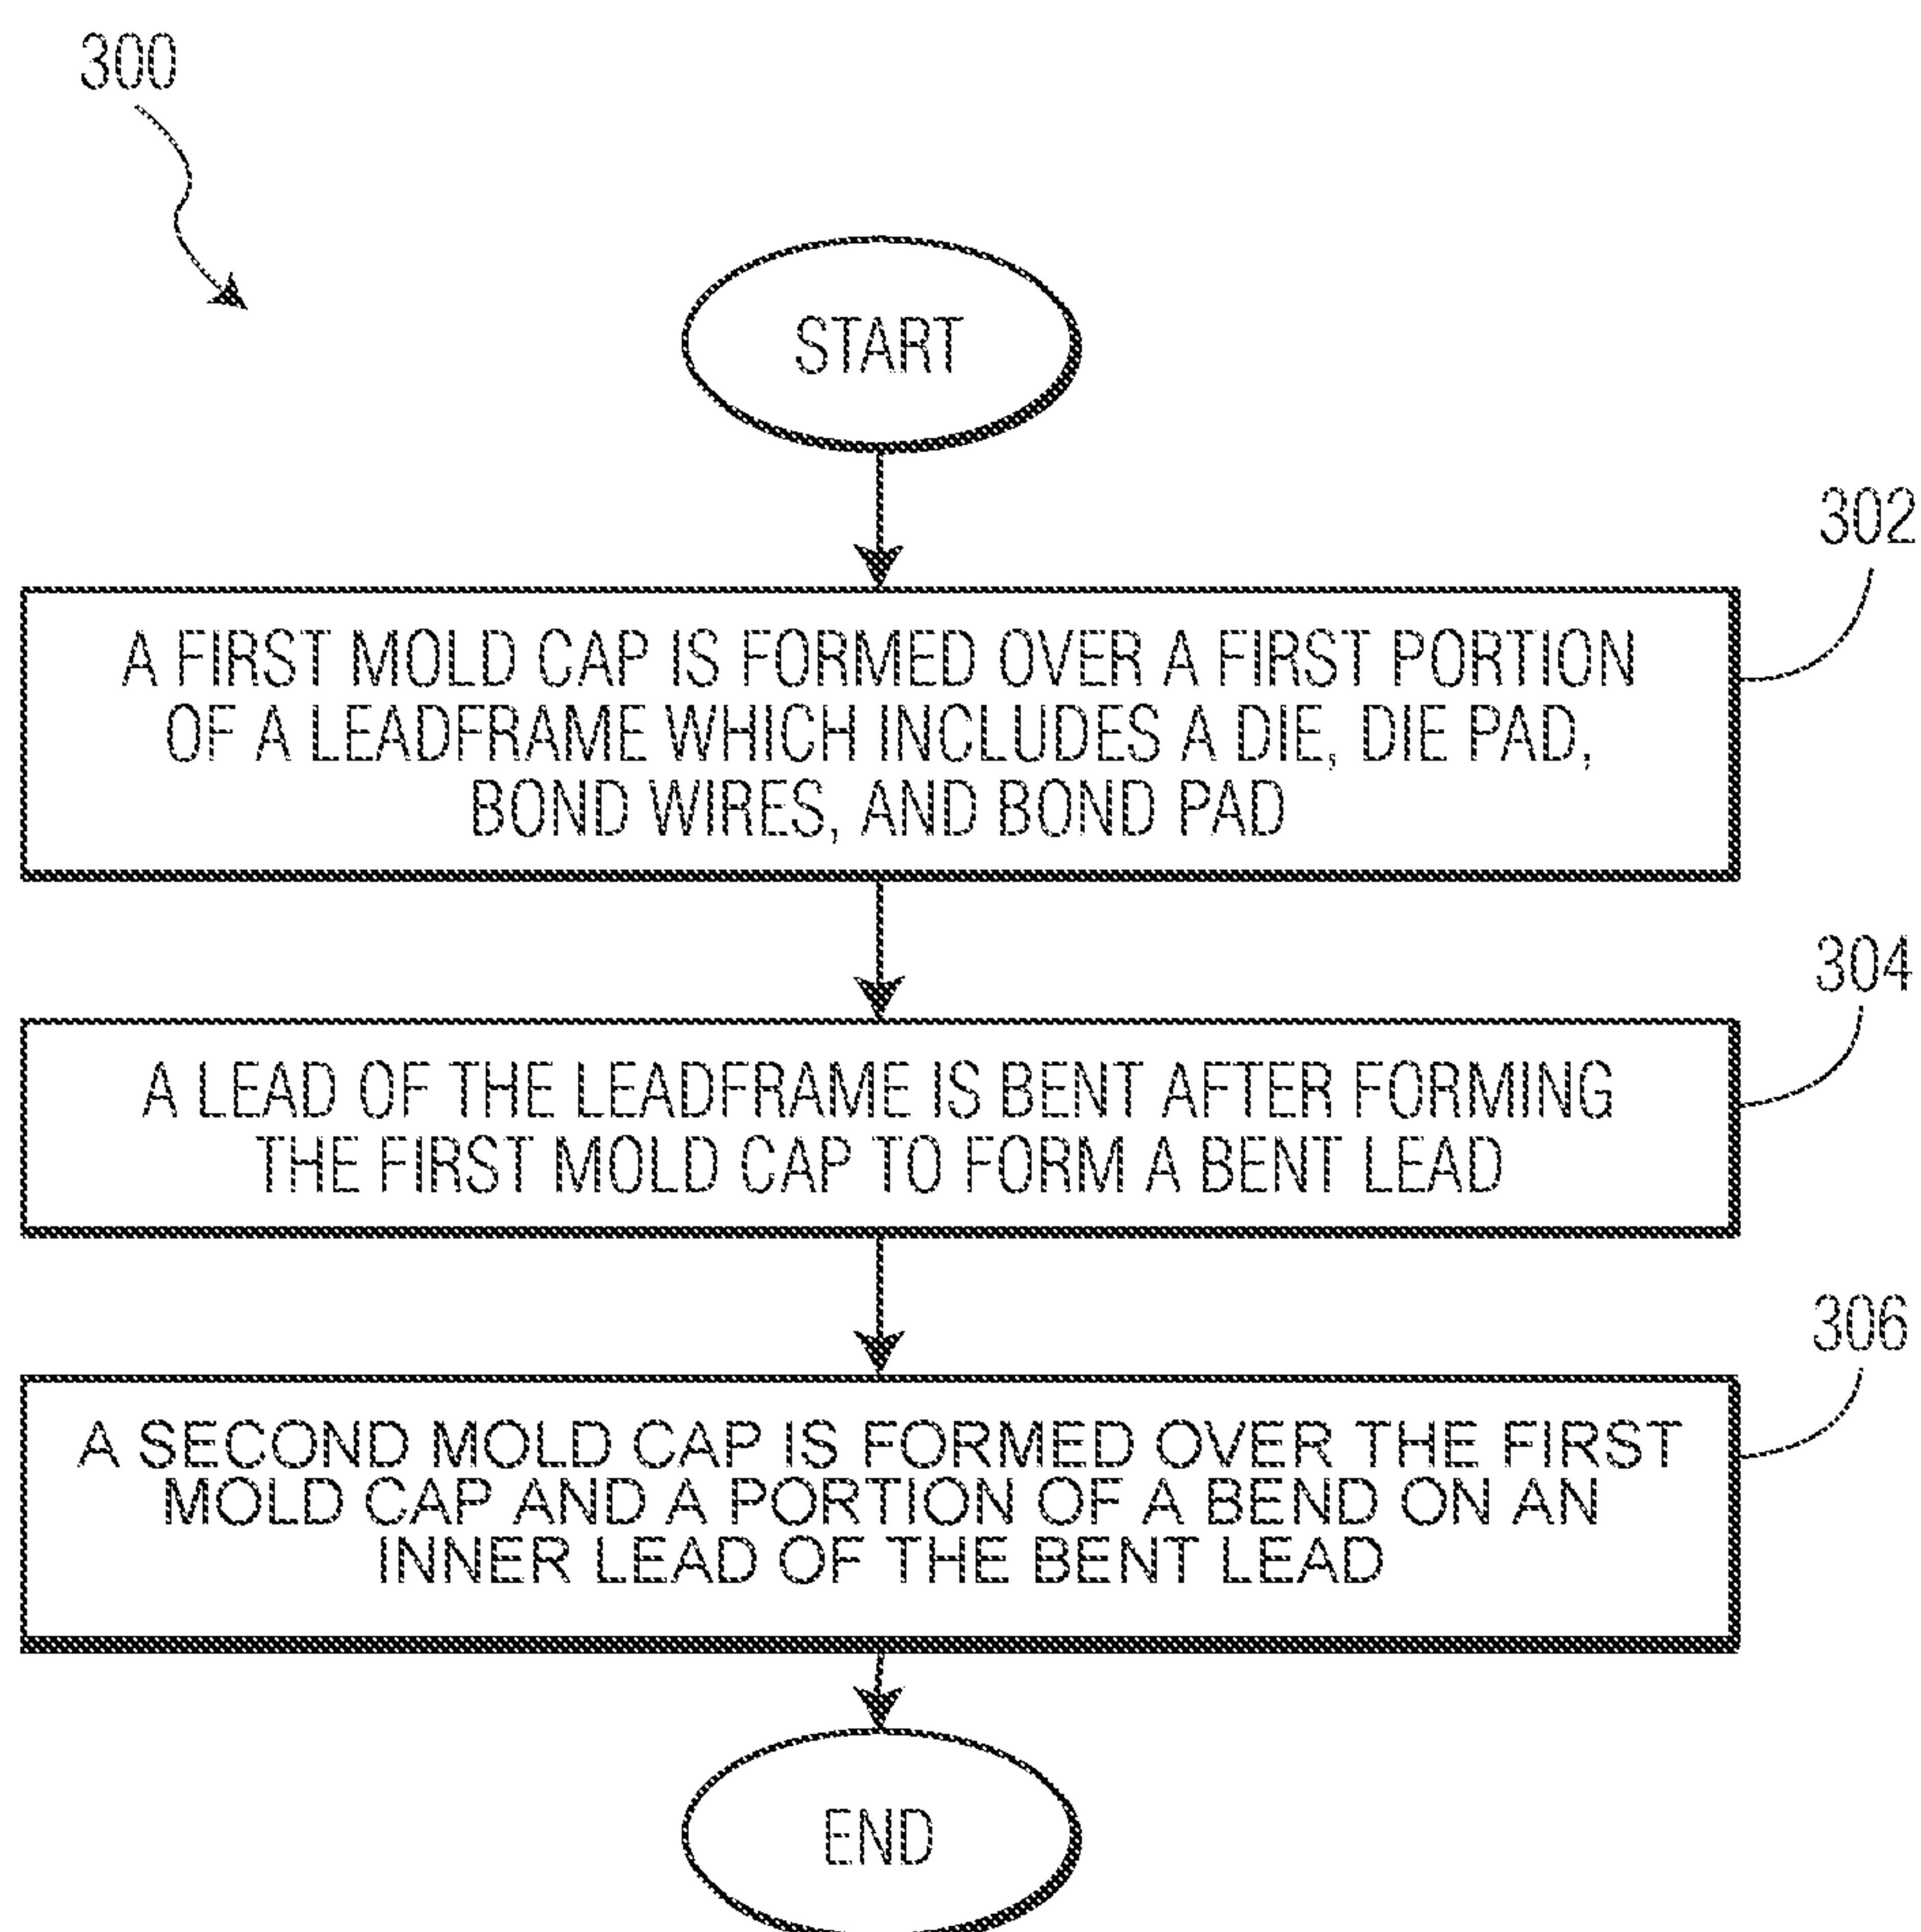 300
START
302
A FIRST MOLD CAP IS FORMED OVER A FIRST PORTION
OF A LEADFRAME WHICH INCLUDES A DIE, DIE PAD,
BOND WIRES, AND BOND PAD
304
A LEAD OF THE LEADFRAME IS BENT AFTER FORMING
THE FIRST MOLD CAP TO FORM A BENT LEAD
306
A SECOND MOLD CAP IS FORMED OVER THE FIRST
MOLD CAP AND A PORTION OF A BEND ON AN
INNER LEAD OF THE BENT LEAD
END